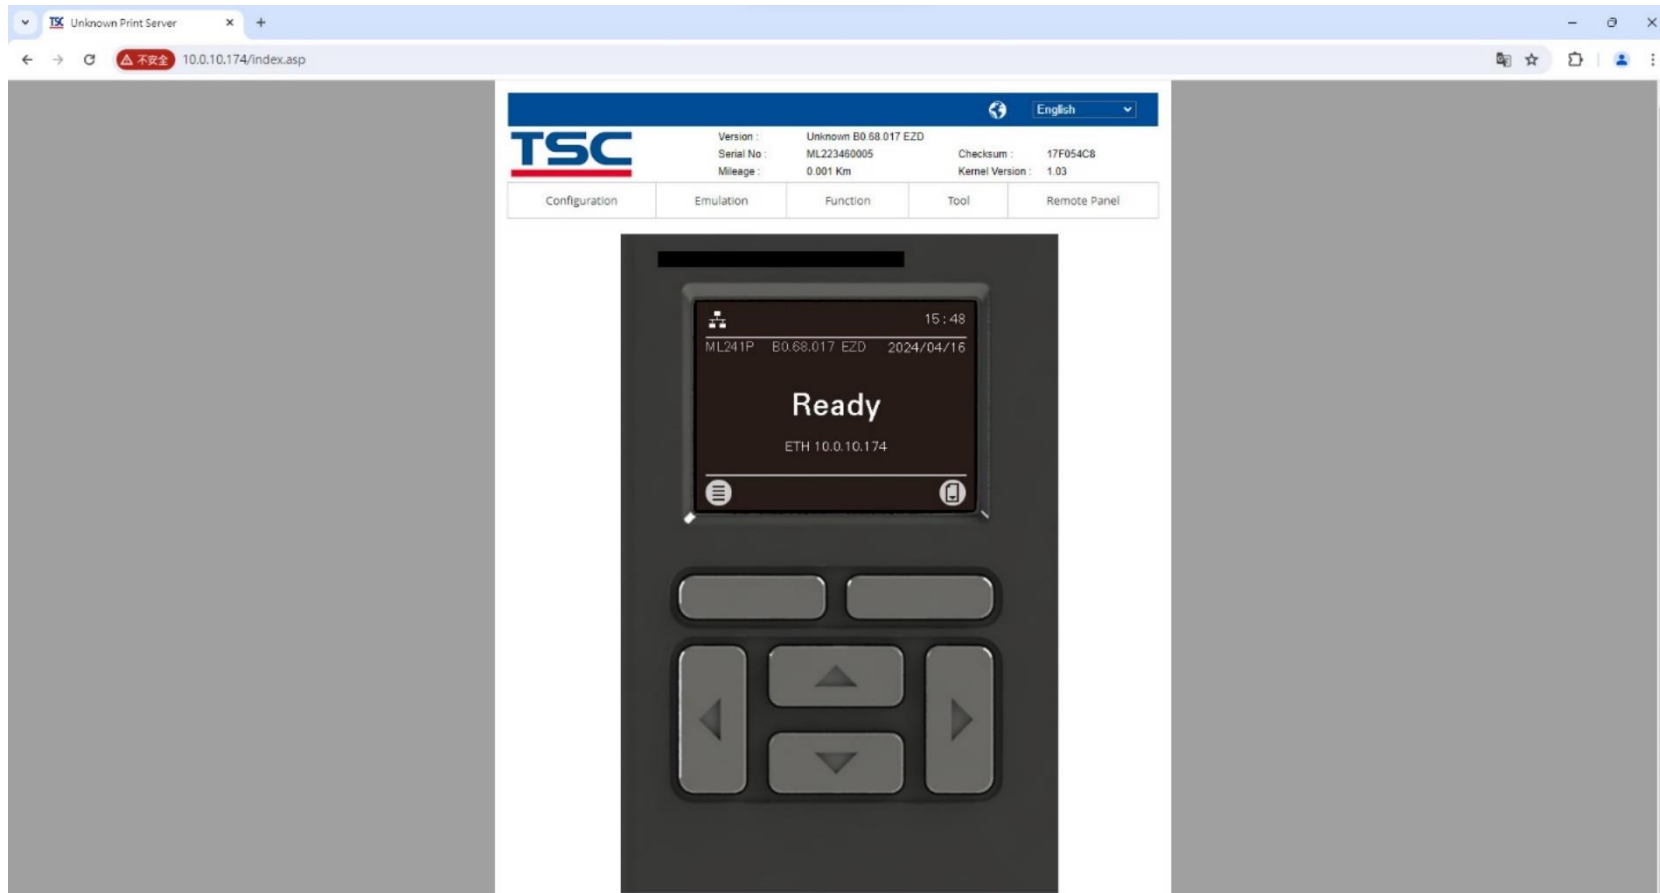 TSC Unknown Print Server
不安全 10.0.10.174/index.asp
English
TSC
Version : Unknown B0.68.017 EZD
Serial No : ML223460005 Checksum : 17F054C8
Mileage : 0.001 Km Kernel Version : 1.03
Configuration Emulation Function Tool Remote Panel
15:48
ML241P B0.68.017 EZD 2024/04/16
Ready
ETH 10.0.10.174